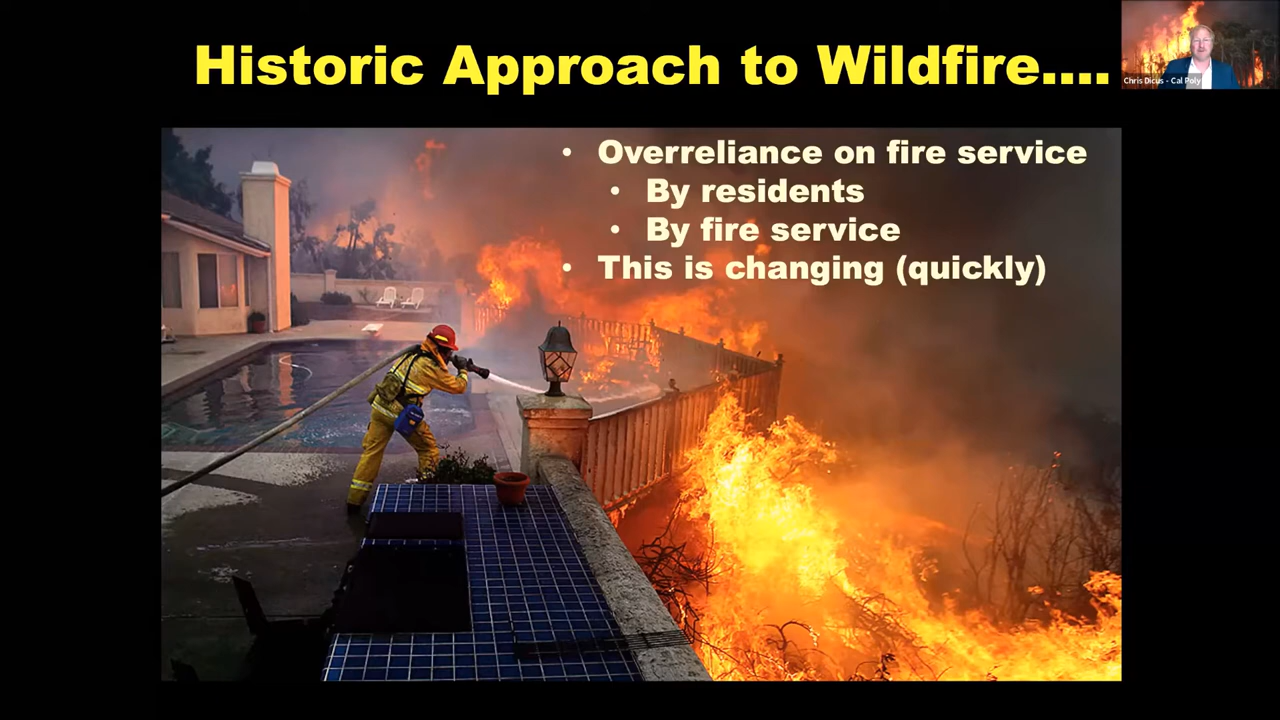 Historic Approach to Wildfire....
Chris Dicus - Cal Poly
• Overreliance on fire service
• By residents
• By fire service
• This is changing (quickly)